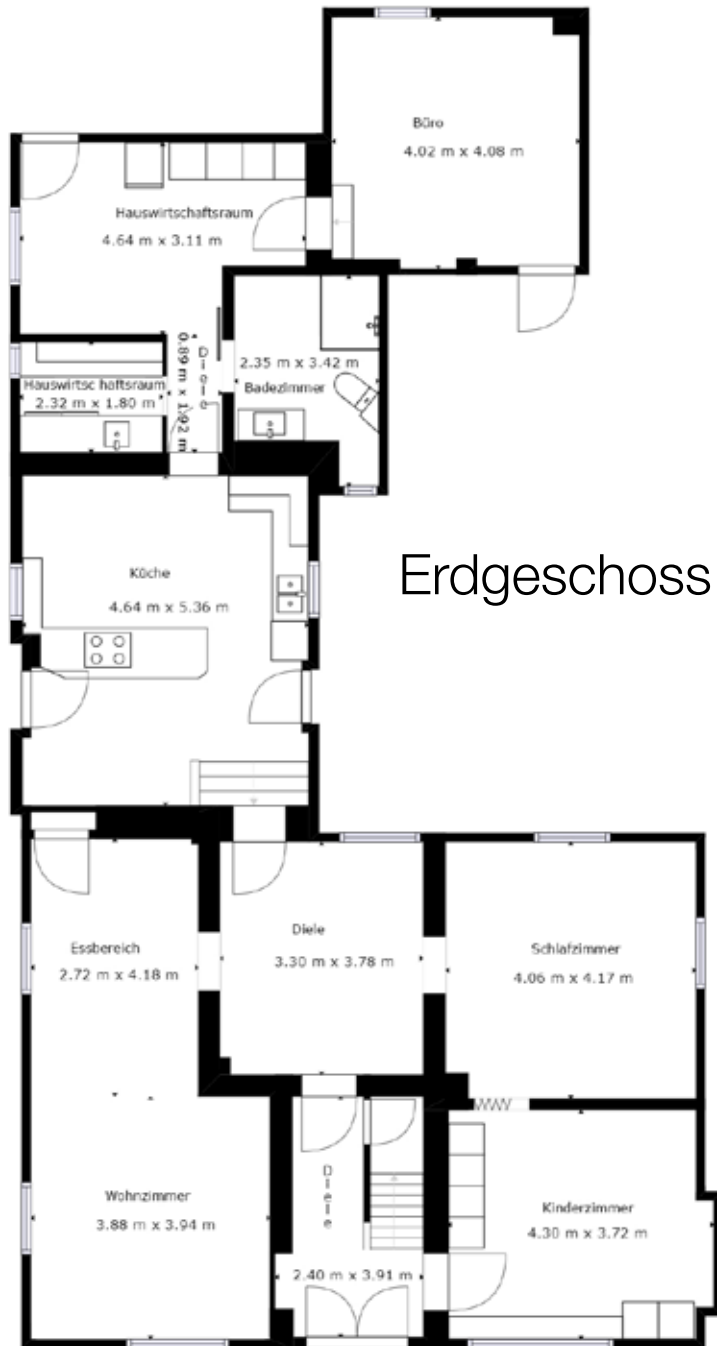 Büro
4.02 m x 4.08 m
Hauswirtschaftsraum
4.64 m x 3.11 m
Diele
0.89 m x 1.92 m
2.35 m x 3.42 m
Badezimmer
Hauswirtsc haftsraum
2.32 m x 1.80 m
Küche
4.64 m x 5.36 m
Erdgeschoss
Essbereich
2.72 m x 4.18 m
Diele
3.30 m x 3.78 m
Schlafzimmer
4.06 m x 4.17 m
Wohnzimmer
3.88 m x 3.94 m
Diele
2.40 m x 3.91 m
Kinderzimmer
4.30 m x 3.72 m